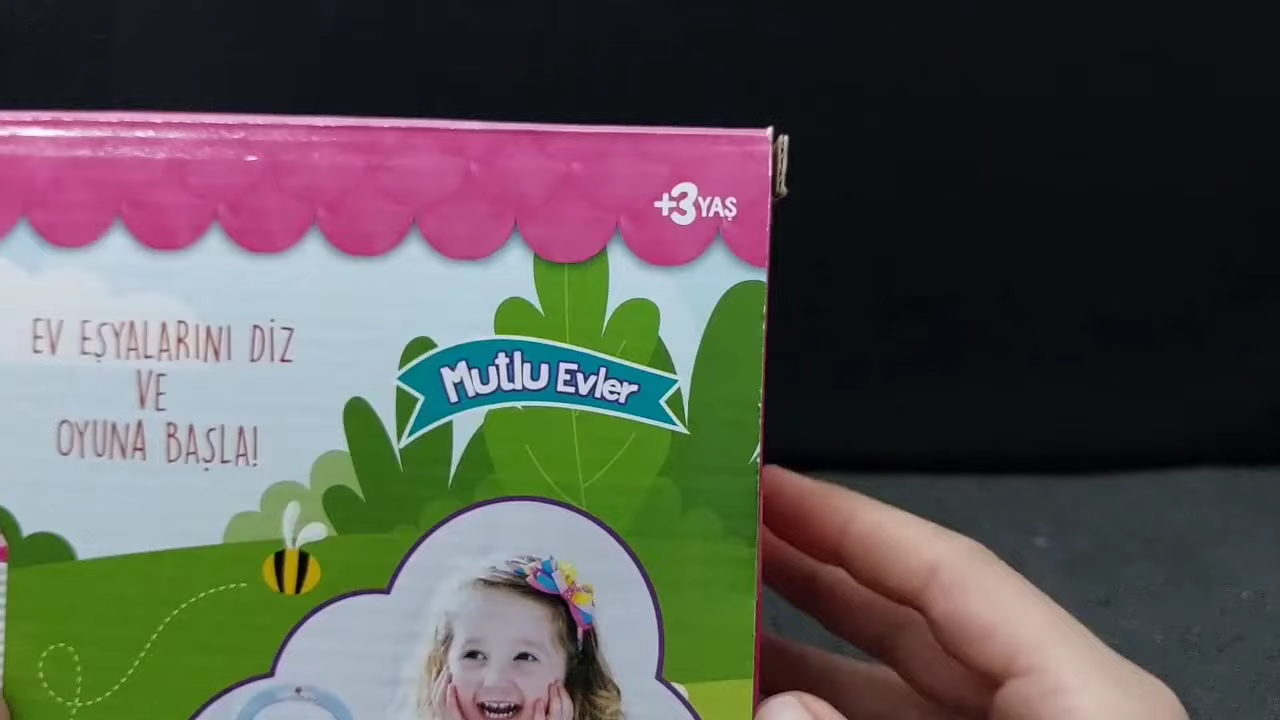 +3 YAŞ
EV EŞYALARINI DİZ
VE
OYUNA BAŞLA!
Mutlu Evler